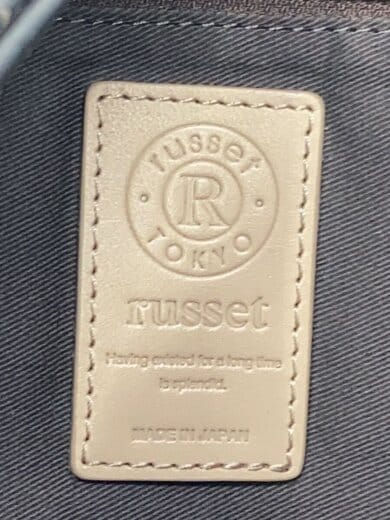 russet
R
TOKYO
russet
Having existed for a long time
is splendid.
MADE IN JAPAN